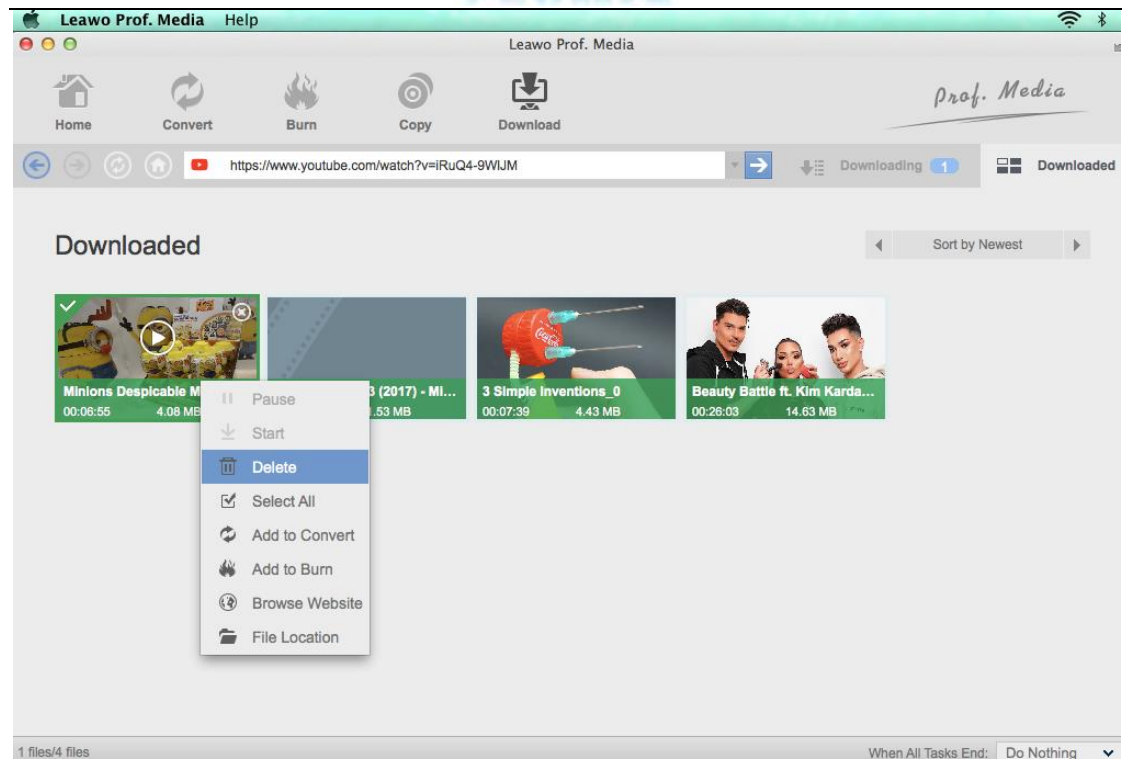 Leawo Prof. Media Help
Leawo Prof. Media
Home Convert Burn Copy Download
Prof. Media
https://www.youtube.com/watch?v=iRuQ4-9WlJM
Downloading 1
Downloaded
Downloaded
Sort by Newest
Minions Despicable M
3 (2017) - Mi...
3 Simple Inventions_0
Beauty Battle ft. Kim Karda...
00:06:55 4.08 MB
.53 MB
00:07:39 4.43 MB
00:26:03 14.63 MB
Pause
Start
Delete
Select All
Add to Convert
Add to Burn
Browse Website
File Location
1 files/4 files
When All Tasks End: Do Nothing